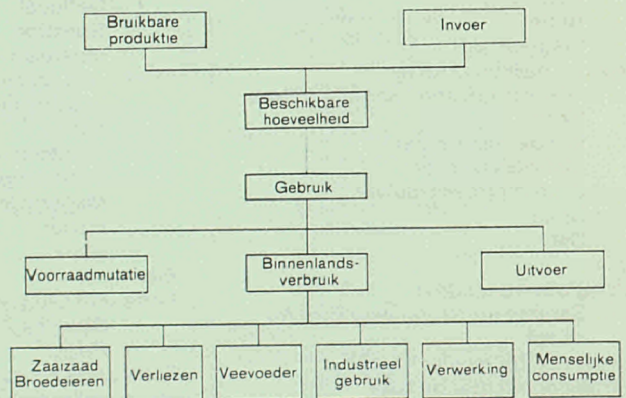 Bruikbare
produktie
Invoer
Beschikbare
hoeveelheid
Gebruik
Voorraadmutatie
Binnenlands-
verbruik
Uitvoer
Zaaizaad
Broedeieren
Verliezen
Veevoeder
Industrieel
gebruik
Verwerking
Menselijke
consumptie